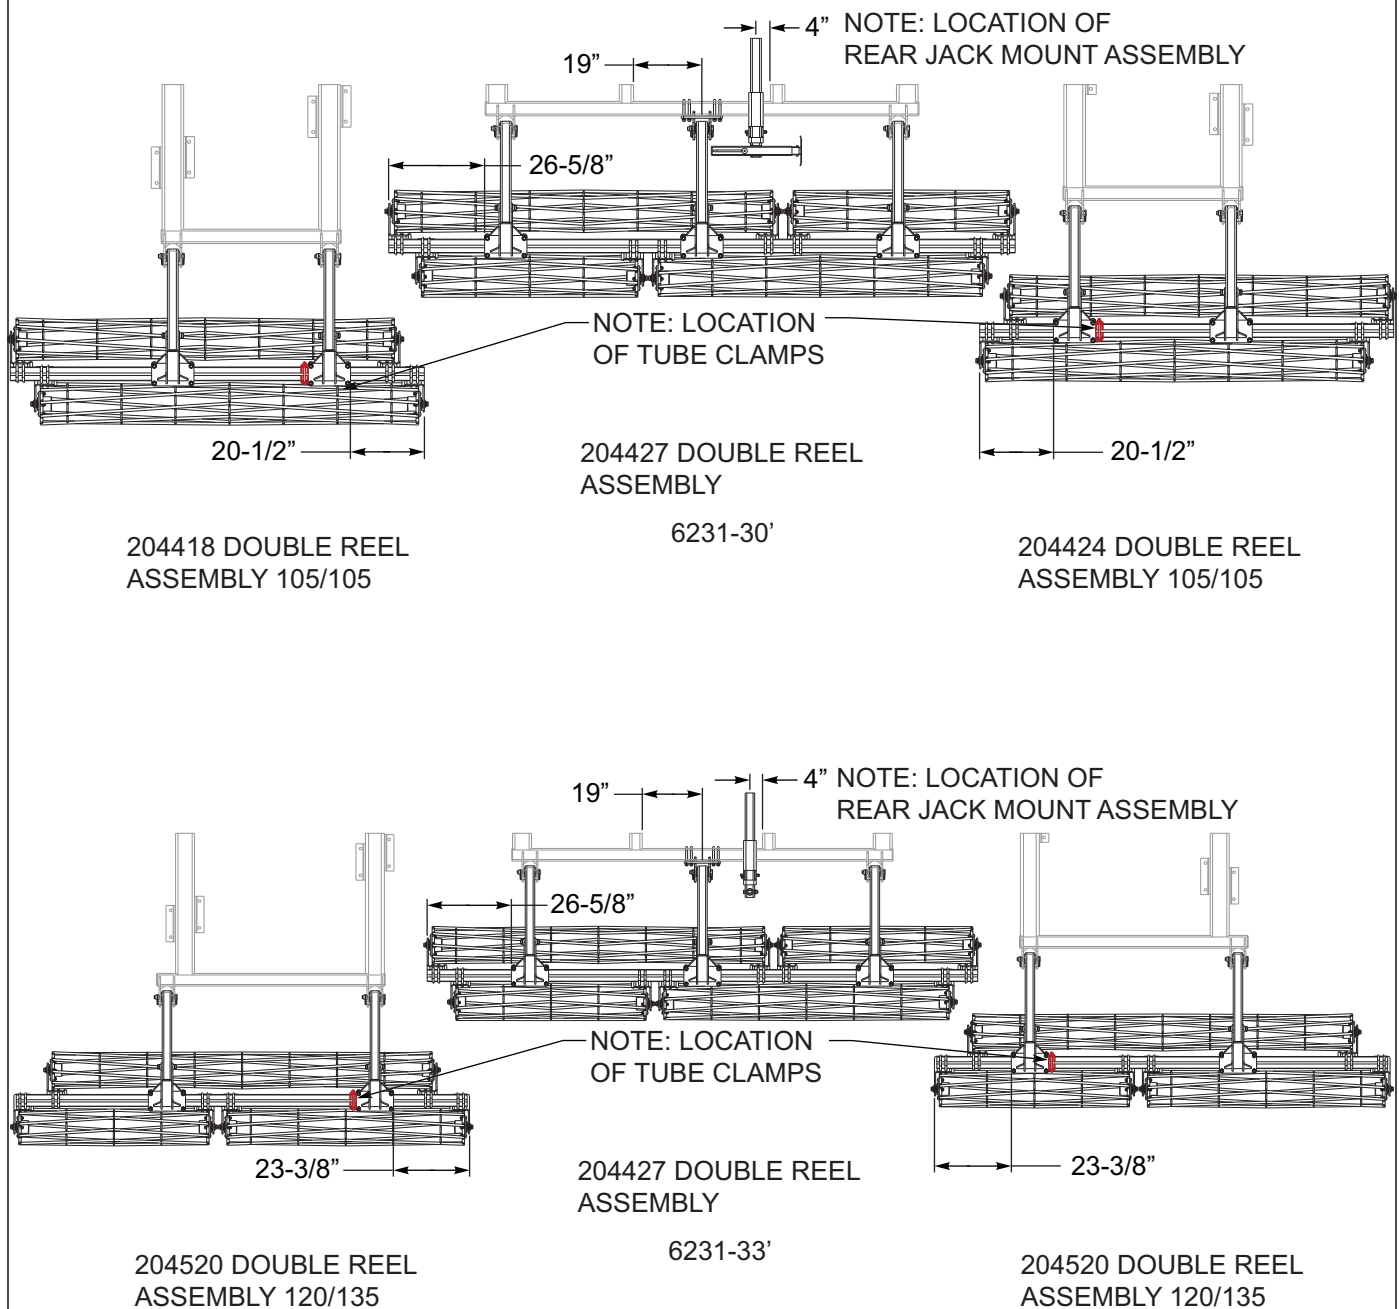 4” NOTE: LOCATION OF
REAR JACK MOUNT ASSEMBLY
19”
26-5/8”
NOTE: LOCATION
OF TUBE CLAMPS
20-1/2”
204427 DOUBLE REEL
ASSEMBLY
20-1/2”
6231-30’
204418 DOUBLE REEL
ASSEMBLY 105/105
204424 DOUBLE REEL
ASSEMBLY 105/105
4” NOTE: LOCATION OF
REAR JACK MOUNT ASSEMBLY
19”
26-5/8”
NOTE: LOCATION
OF TUBE CLAMPS
23-3/8”
204427 DOUBLE REEL
ASSEMBLY
23-3/8”
6231-33’
204520 DOUBLE REEL
ASSEMBLY 120/135
204520 DOUBLE REEL
ASSEMBLY 120/135